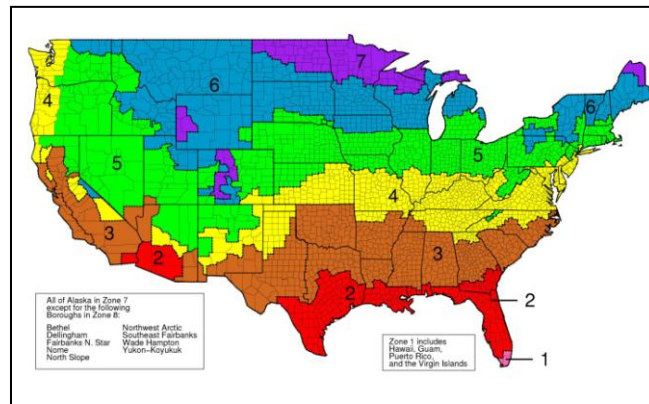 7
6
6
4
5
5
4
3
3
2
2
2
1
All of Alaska in Zone 7
except for the following
Boroughs in Zone 8:
Bethel
Dellingham
Fairbanks N. Star
Nome
North Slope
Northwest Arctic
Southeast Fairbanks
Wade Hampton
Yukon-Koyukuk
Zone 1 includes
Hawaii, Guam,
Puerto Rico,
and the Virgin Islands